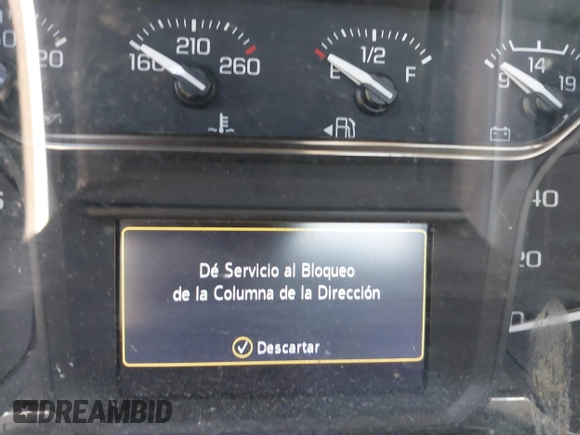 210
160
260
1/2
E
F
14
9
19
20
40
20
0
Dé Servicio al Bloqueo
de la Columna de la Dirección
Descartar
DREAMBID